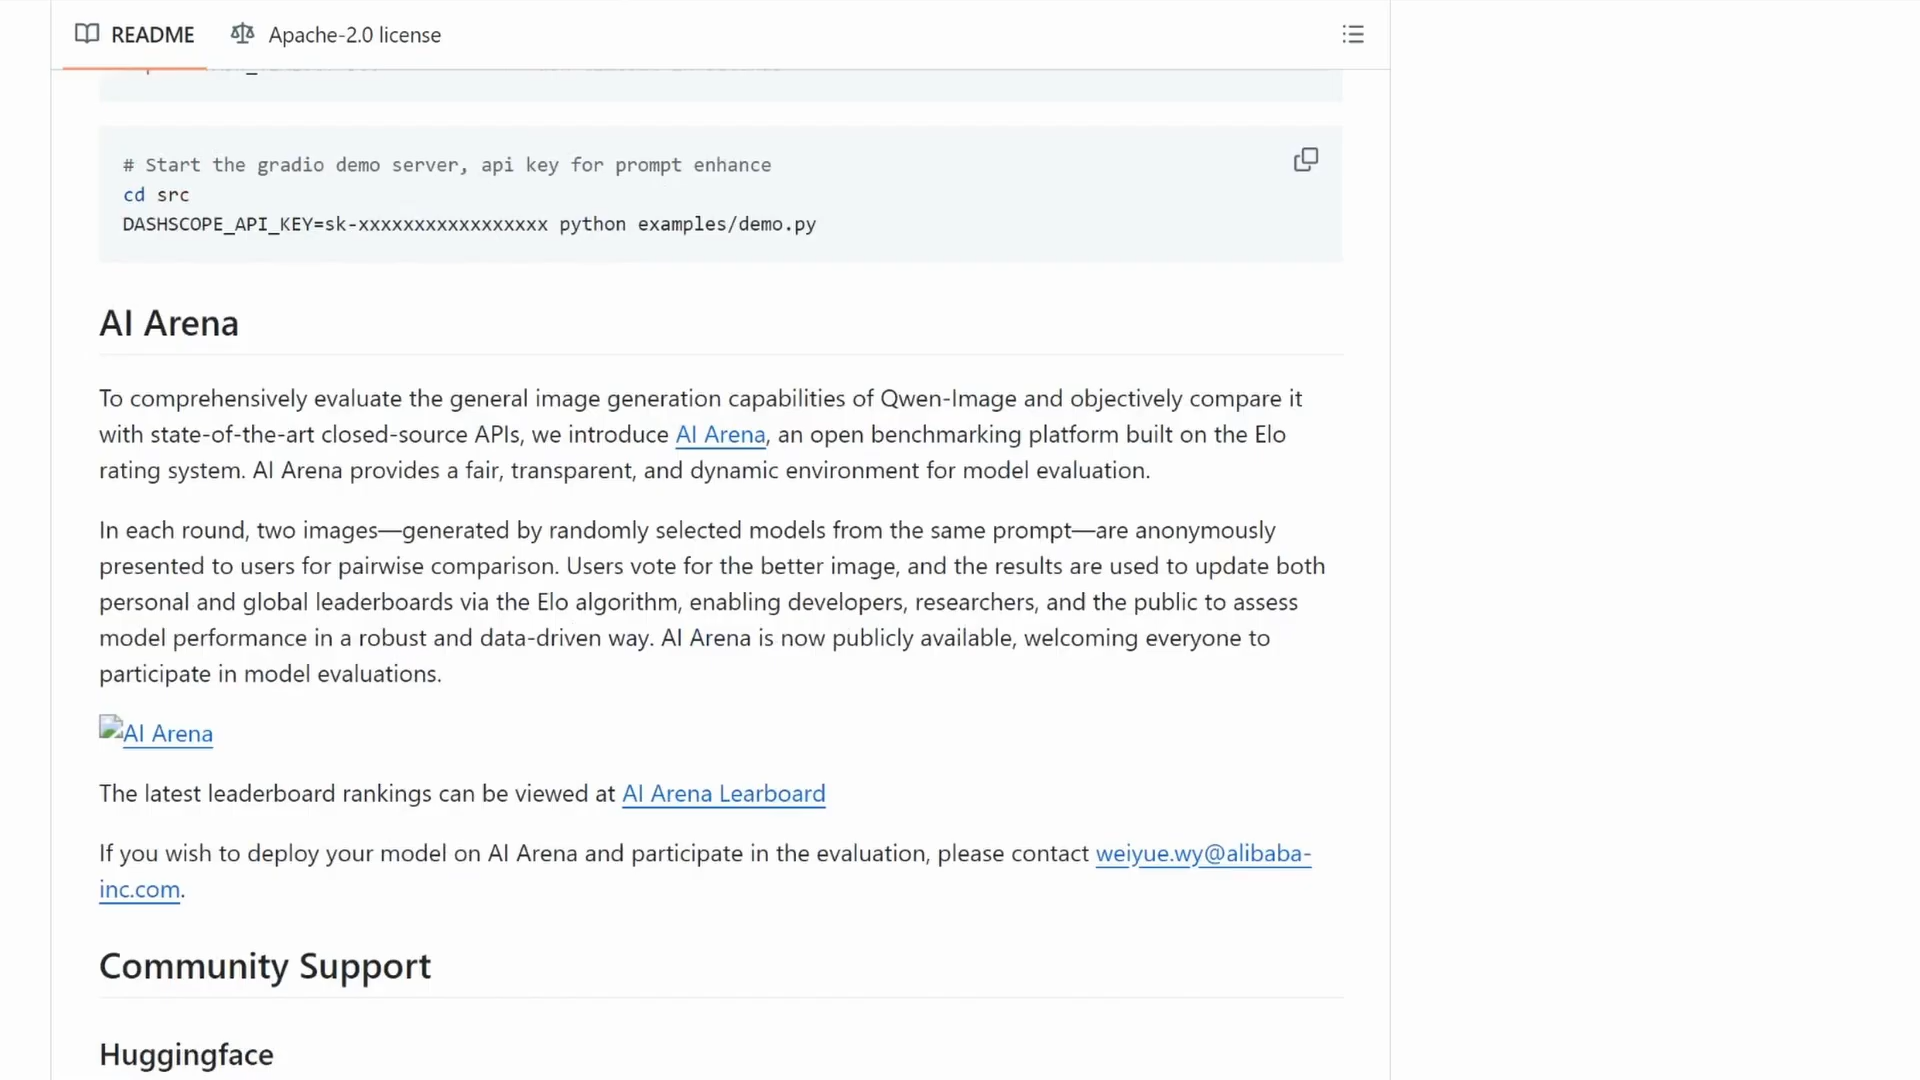 README
Apache-2.0 license
# Start the gradio demo server, api key for prompt enhance
cd src
DASHSCOPE_API_KEY=sk-xxxxxxxxxxxxxxxxx python examples/demo.py
AI Arena
To comprehensively evaluate the general image generation capabilities of Qwen-Image and objectively compare it
with state-of-the-art closed-source APIs, we introduce AI Arena, an open benchmarking platform built on the Elo
rating system. AI Arena provides a fair, transparent, and dynamic environment for model evaluation.
In each round, two images—generated by randomly selected models from the same prompt—are anonymously
presented to users for pairwise comparison. Users vote for the better image, and the results are used to update both
personal and global leaderboards via the Elo algorithm, enabling developers, researchers, and the public to assess
model performance in a robust and data-driven way. AI Arena is now publicly available, welcoming everyone to
participate in model evaluations.
AI Arena
The latest leaderboard rankings can be viewed at AI Arena Learboard
If you wish to deploy your model on AI Arena and participate in the evaluation, please contact weiyue.wy@alibaba-
inc.com.
Community Support
Huggingface